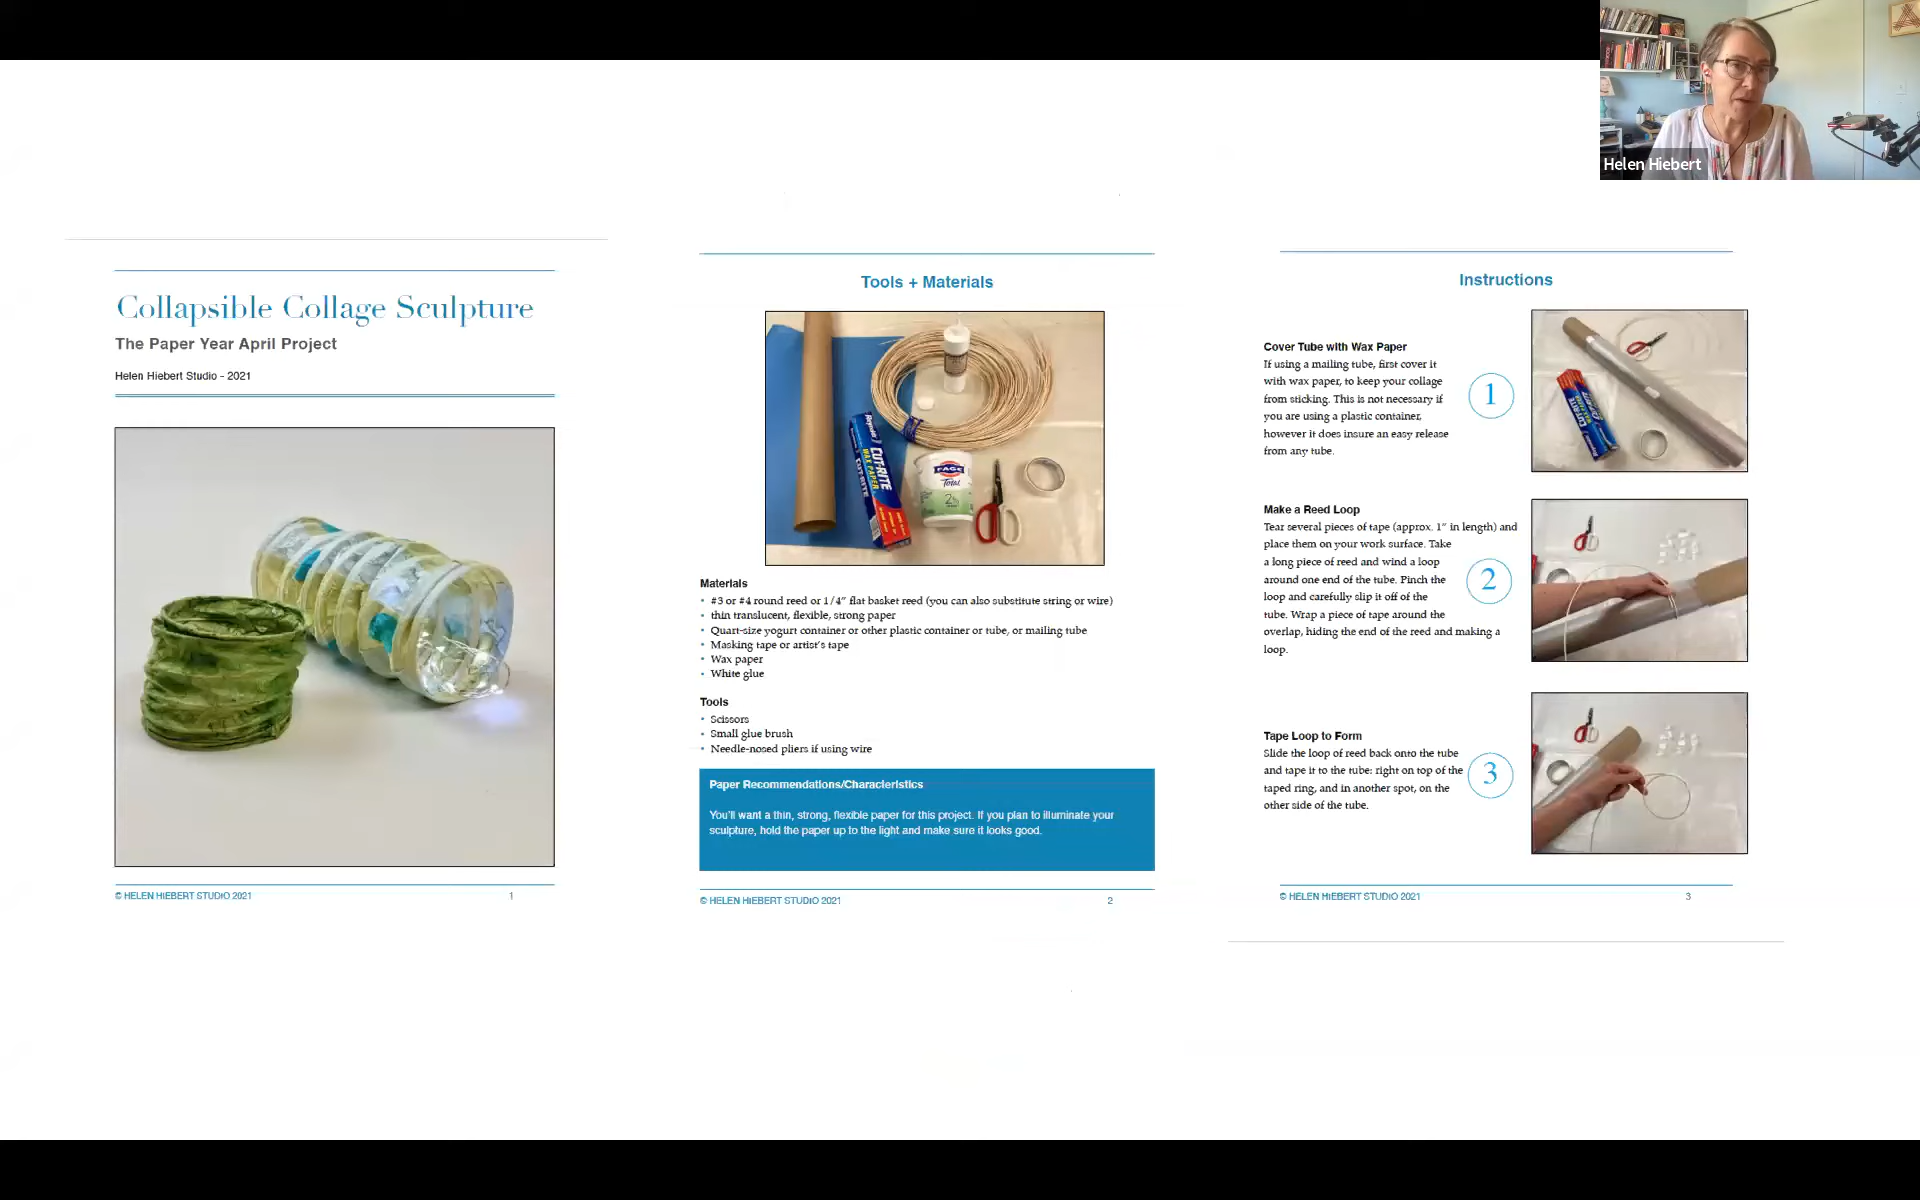 Helen Hiebert
Collapsible Collage Sculpture
The Paper Year April Project
Helen Hiebert Studio - 2021
© HELEN HIEBERT STUDIO 2021
1
Tools + Materials
Reynolds
CUT-RITE
WAX PAPER
CUT-RITE
FAGE
Total
2%
Materials
• #3 or #4 round reed or 1/4” flat basket reed (you can also substitute string or wire)
• thin translucent, flexible, strong paper
• Quart-size yogurt container or other plastic container or tube, or mailing tube
• Masking tape or artist’s tape
• Wax paper
• White glue
Tools
• Scissors
• Small glue brush
• Needle-nosed pliers if using wire
Paper Recommendations/Characteristics
You’ll want a thin, strong, flexible paper for this project. If you plan to illuminate your
sculpture, hold the paper up to the light and make sure it looks good.
© HELEN HIEBERT STUDIO 2021
2
Instructions
Cover Tube with Wax Paper
If using a mailing tube, first cover it
with wax paper, to keep your collage
from sticking. This is not necessary if
you are using a plastic container,
however it does insure an easy release
from any tube.
1
CUT-RITE
Make a Reed Loop
Tear several pieces of tape (approx. 1” in length) and
place them on your work surface. Take
a long piece of reed and wind a loop
around one end of the tube. Pinch the
loop and carefully slip it off of the
tube. Wrap a piece of tape around the
overlap, hiding the end of the reed and making a
loop.
2
Tape Loop to Form
Slide the loop of reed back onto the tube
and tape it to the tube: right on top of the
taped ring, and in another spot, on the
other side of the tube.
3
© HELEN HIEBERT STUDIO 2021
3